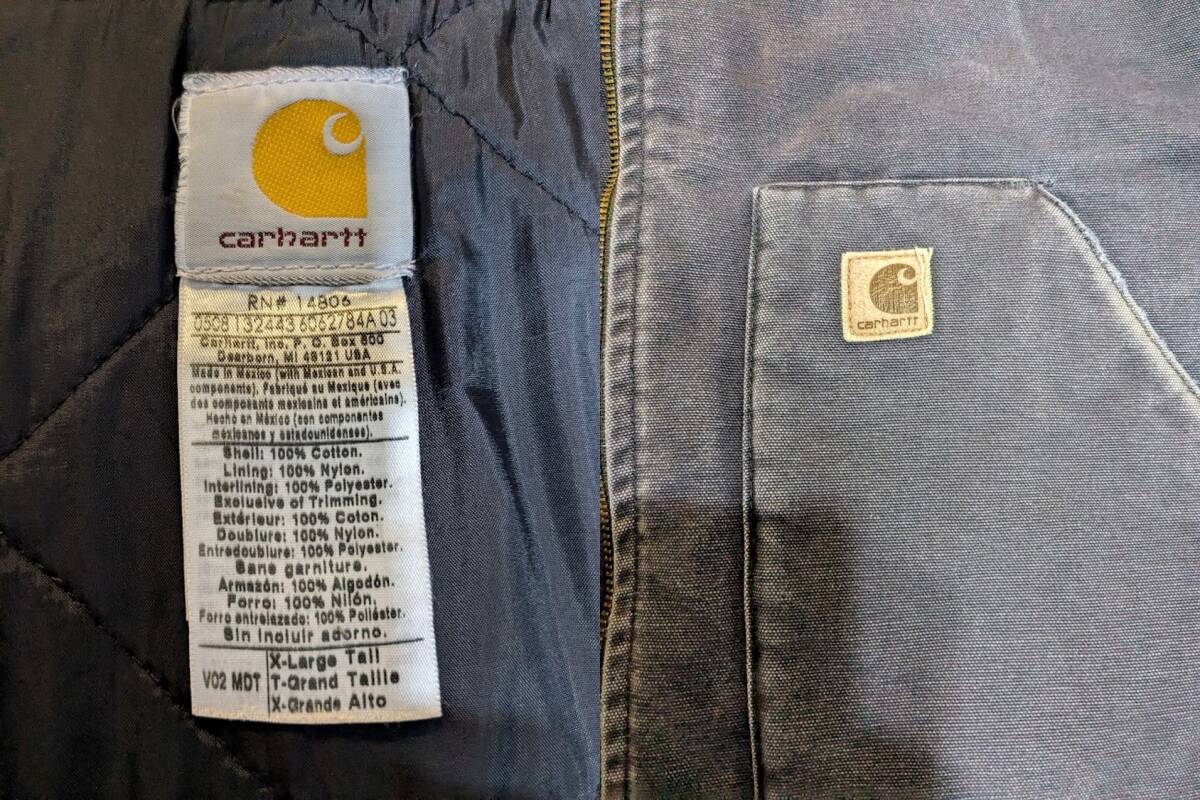 carhartt
RN# 14806
0508132443 6062784A 03
Carhartt, Inc. P. O. Box 600
Dearborn, MI 48121 USA
Made in Mexico (with Mexican and U.S.A.
components). Fabriqué au Mexique (avec
des composants mexicains et américains).
Hecho en México (con componentes
mexicanos y estadounidenses).
Shell: 100% Cotton.
Lining: 100% Nylon.
Interlining: 100% Polyester.
Exclusive of Trimming.
Extérieur: 100% Coton.
Doublure: 100% Nylon.
Entredoublure: 100% Polyester.
Sans garniture.
Armazón: 100% Algodón.
Forro: 100% Nilón.
Forro entrelazado: 100% Poliéster.
Sin incluir adorno.
V02 MDT
X-Large Tall
T-Grand Taille
X-Grande Alto
carhartt